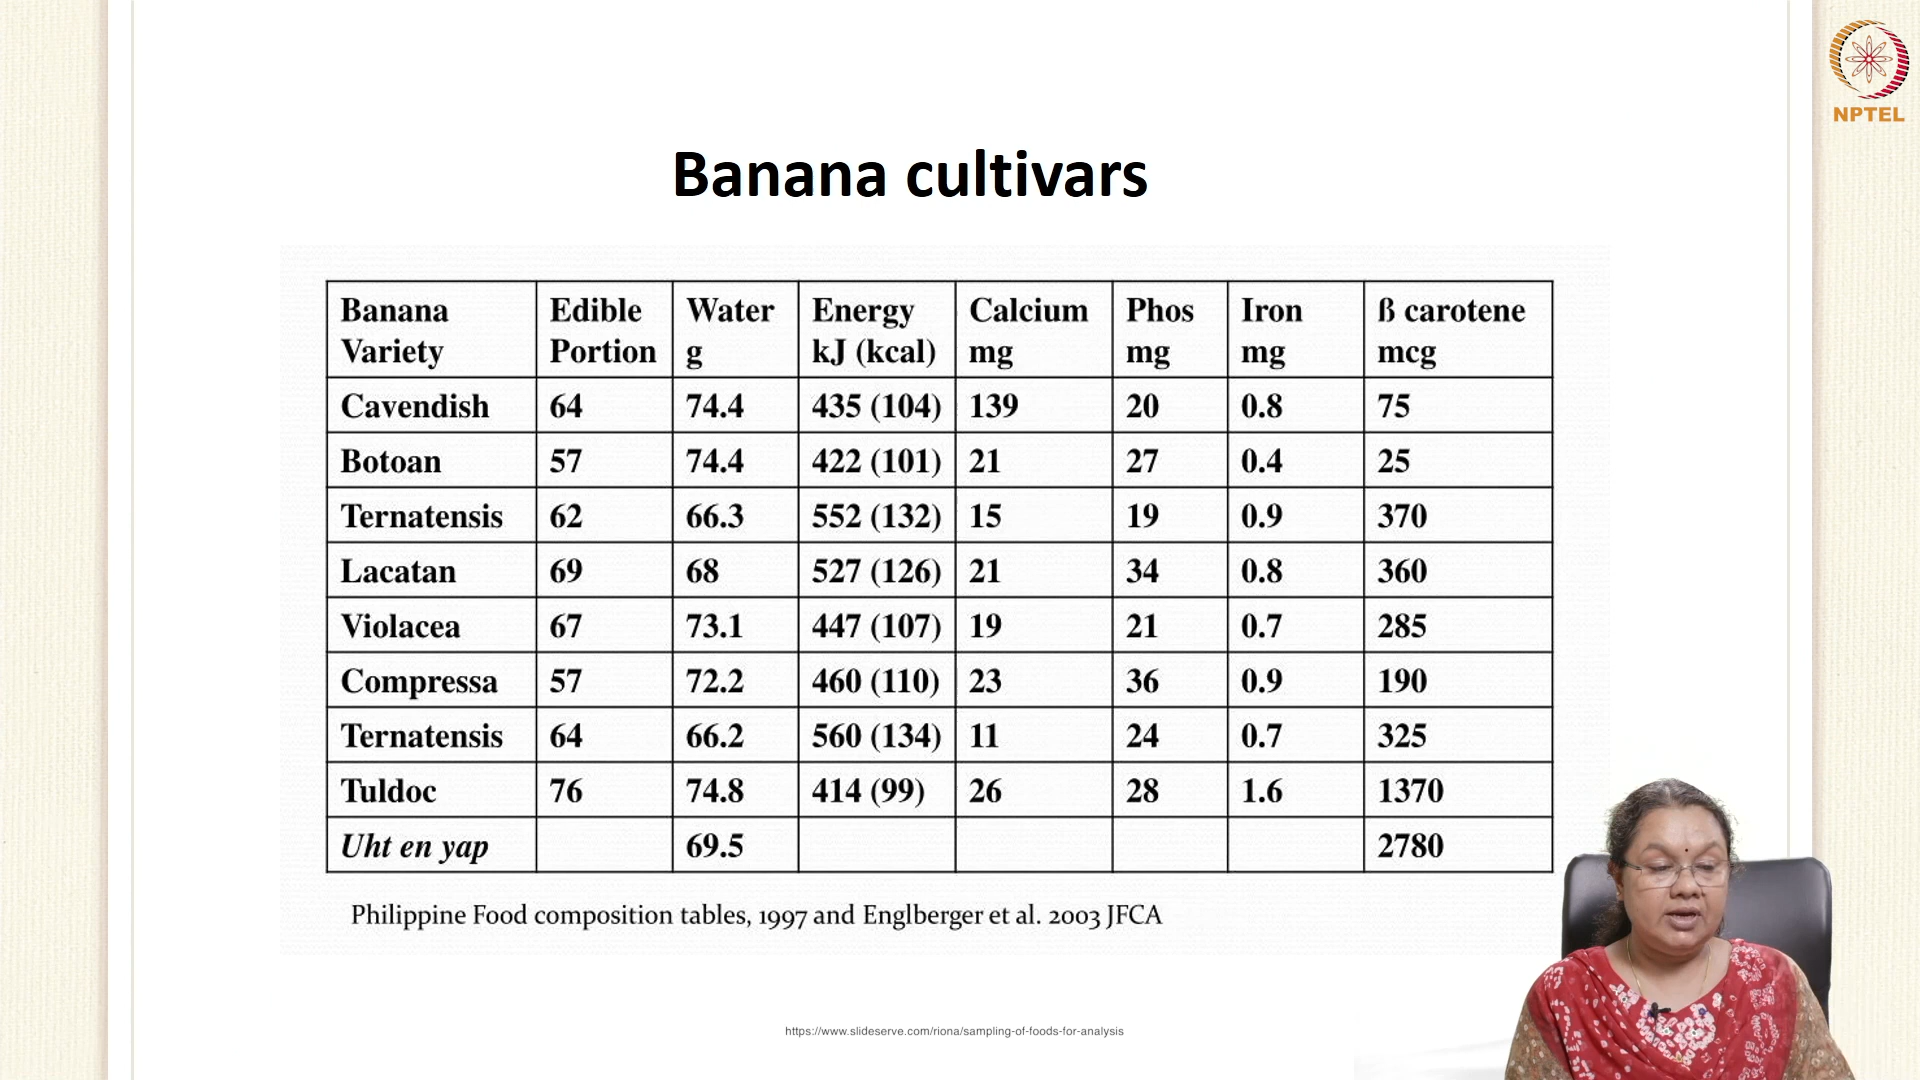 NPTEL
Banana cultivars
Banana Variety Edible Portion Water g Energy kJ (kcal) Calcium mg Phos mg Iron mg ß carotene mcg
Cavendish 64 74.4 435 (104) 139 20 0.8 75
Botoan 57 74.4 422 (101) 21 27 0.4 25
Ternatensis 62 66.3 552 (132) 15 19 0.9 370
Lacatan 69 68 527 (126) 21 34 0.8 360
Violacea 67 73.1 447 (107) 19 21 0.7 285
Compressa 57 72.2 460 (110) 23 36 0.9 190
Ternatensis 64 66.2 560 (134) 11 24 0.7 325
Tuldoc 76 74.8 414 (99) 26 28 1.6 1370
Uht en yap 69.5 2780
Philippine Food composition tables, 1997 and Englberger et al. 2003 JFCA
https://www.slideserve.com/riona/sampling-of-foods-for-analysis